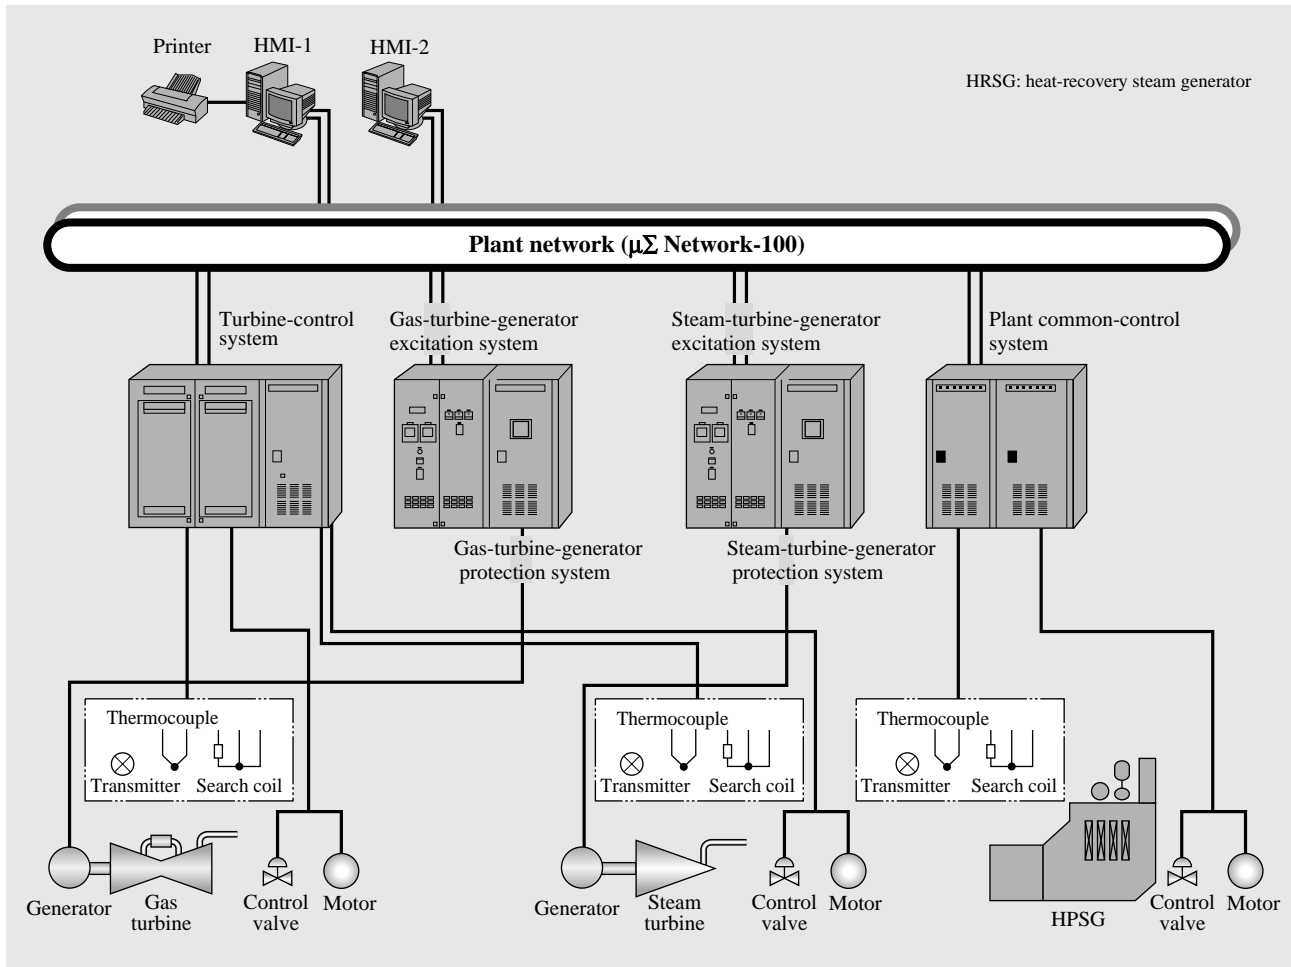 Printer
HMI-1
HMI-2
HRSG: heat-recovery steam generator
Plant network (μΣ Network-100)
Turbine-control
system
Gas-turbine-generator
excitation system
Steam-turbine-generator
excitation system
Plant common-control
system
Gas-turbine-generator
protection system
Steam-turbine-generator
protection system
Thermocouple
Transmitter
Search coil
Thermocouple
Transmitter
Search coil
Thermocouple
Transmitter
Search coil
Generator
Gas
turbine
Control
valve
Motor
Generator
Steam
turbine
Control
valve
Motor
HPSG
Control
valve
Motor